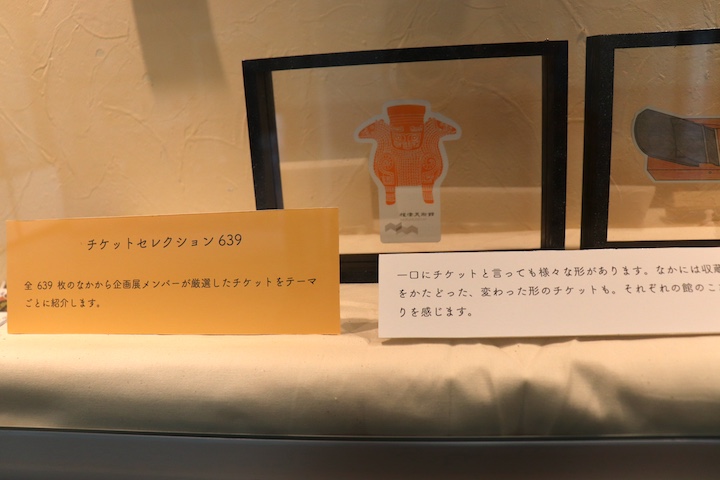 チケットセレクション639
全 639 枚のなかから企画展メンバーが厳選したチケットをテーマ
ごとに紹介します。
一口にチケットと言っても様々な形があります。なかには収蔵
をかたどった、変わった形のチケットも。それぞれの館のこ
りを感じます。